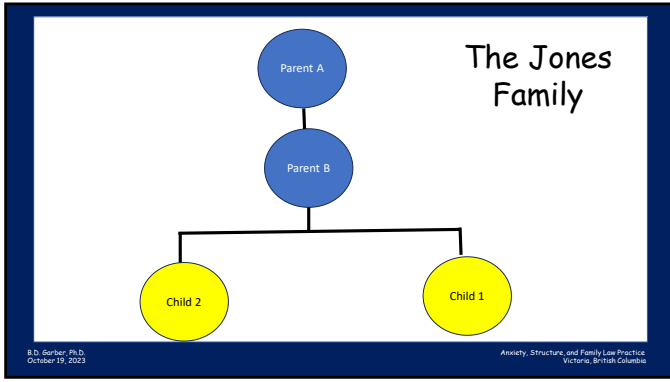 The Jones
Family
Parent A
Parent B
Child 2
Child 1
B.D. Garber, Ph.D.
October 19, 2023
Anxiety, Structure, and Family Law Practice
Victoria, British Columbia